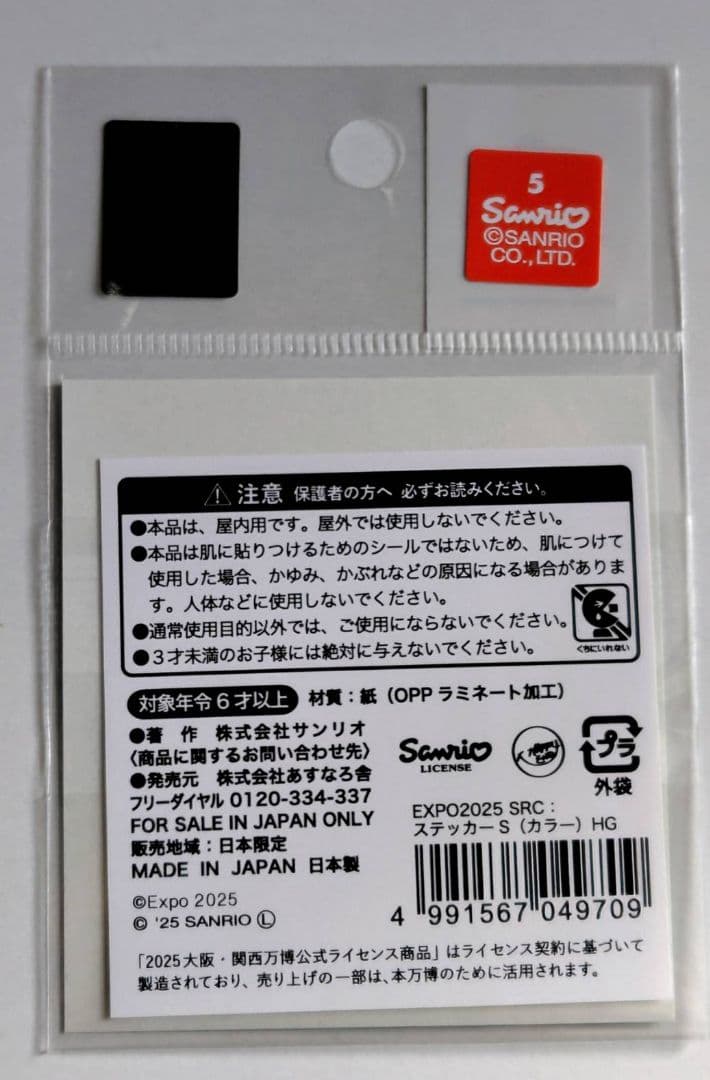 5
Sanrio
©SANRIO
CO.,LTD.
⚠注意 保護者の方へ 必ずお読みください。
●本品は、屋内用です。屋外では使用しないでください。
●本品は肌に貼りつけるためのシールではないため、肌につけて
使用した場合、かゆみ、かぶれなどの原因になる場合がありま
す。人体などに使用しないでください。
●通常使用目的以外では、ご使用にならないでください。
●3才未満のお子様には絶対に与えないでください。
くちにいれない
対象年令6才以上 材質：紙（OPPラミネート加工）
●著 作 株式会社サンリオ
〈商品に関するお問い合わせ先〉
●発売元 株式会社あすなろ舎
フリーダイヤル 0120-334-337
FOR SALE IN JAPAN ONLY
販売地域：日本限定
MADE IN JAPAN 日本製
©Expo 2025
© '25 SANRIO Ⓛ
Sanrio
LICENSE
プラ
外袋
EXPO2025 SRC：
ステッカーS（カラー）HG
4 991567 049709
「2025大阪・関西万博公式ライセンス商品」はライセンス契約に基づいて
製造されており、売り上げの一部は、本万博のために活用されます。